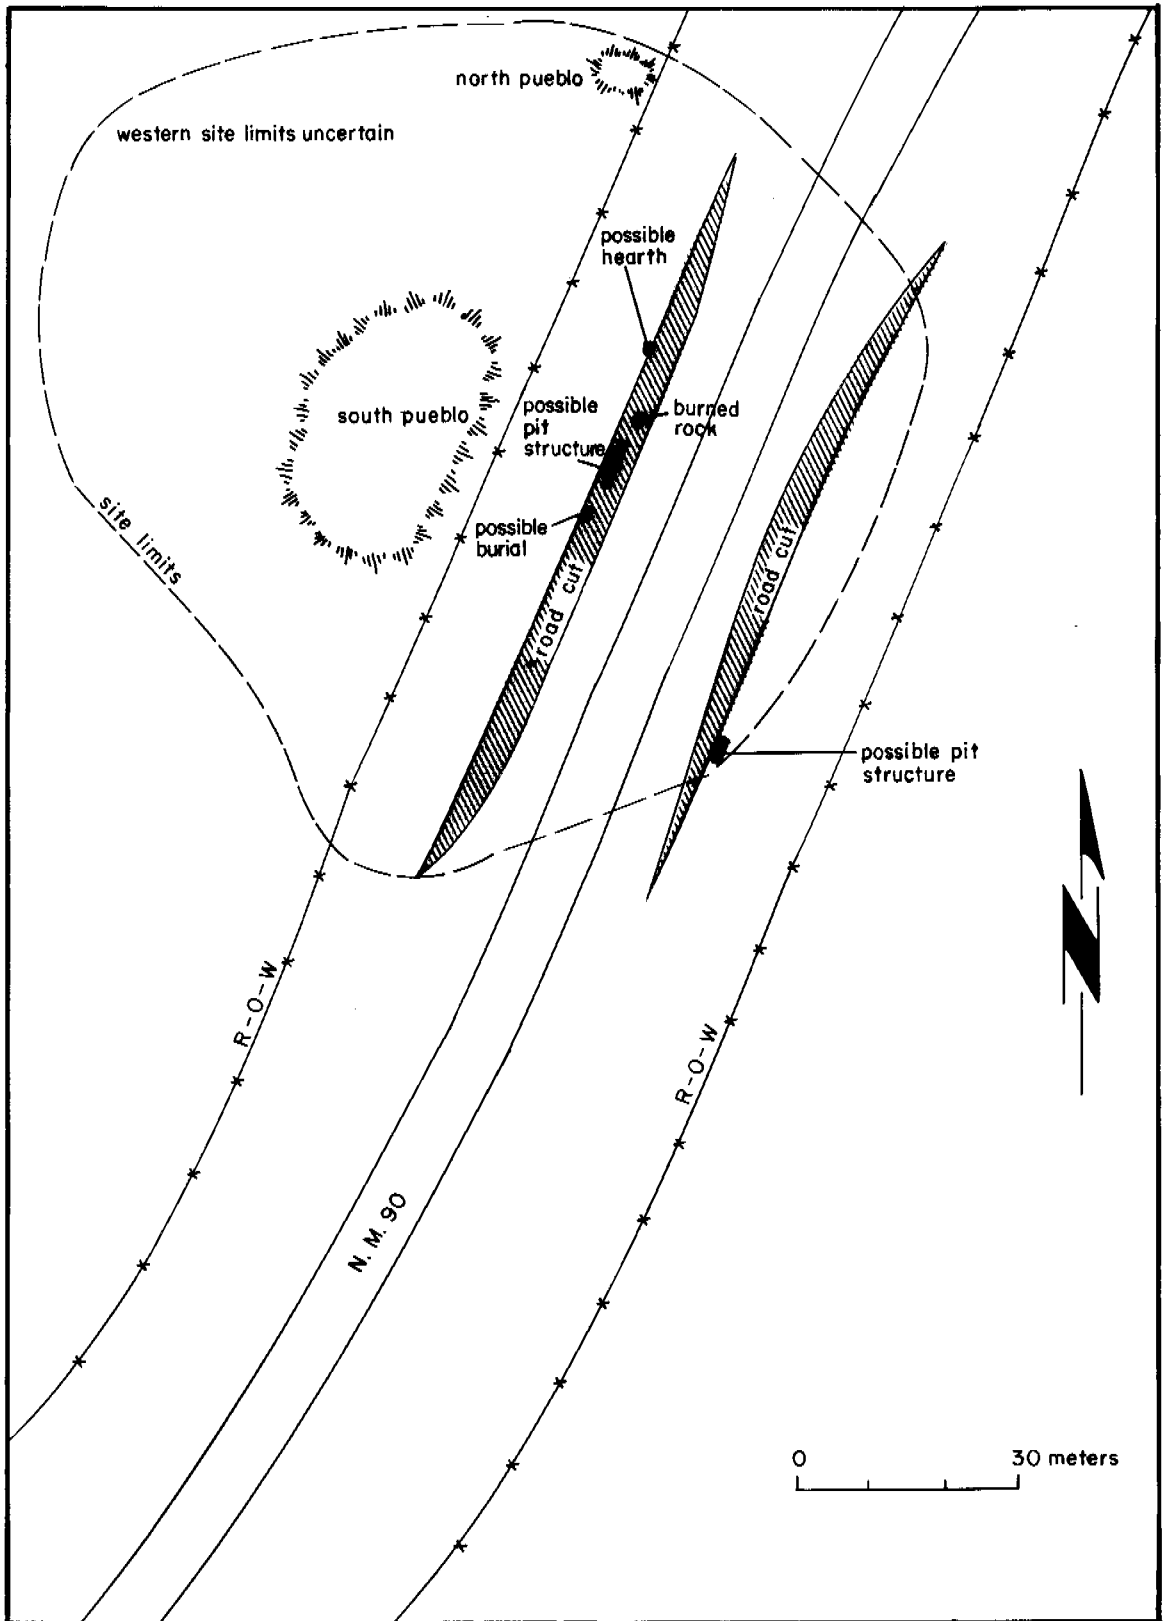 north pueblo
western site limits uncertain
possible
hearth
south pueblo
possible
pit
structure
burned
rock
possible
burial
site limits
road cut
road cut
possible pit
structure
R-O-W
R-O-W
N. M. 90
N
0 30 meters